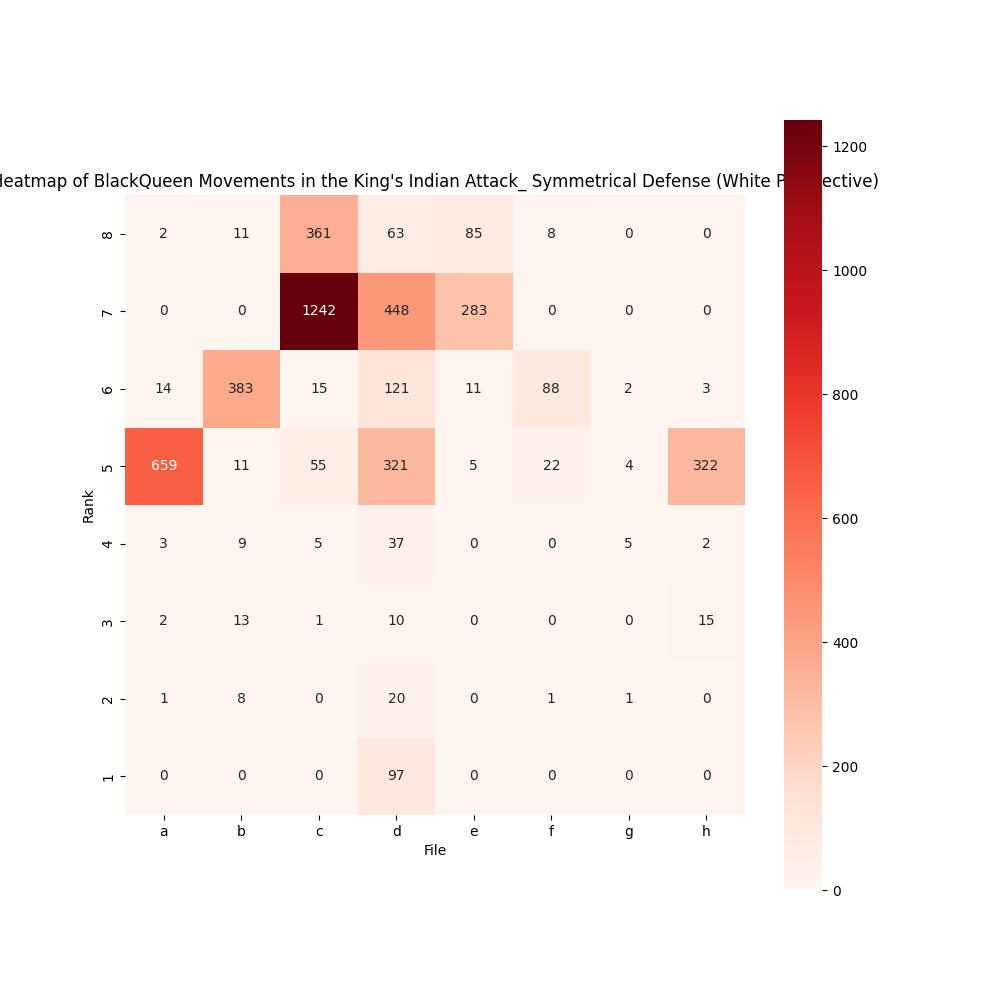 eatmap of BlackQueen Movements in the King's Indian Attack_ Symmetrical Defense (White P ective)
8 2 11 361 63 85 8 0 0
7 0 0 1242 448 283 0 0 0
6 14 383 15 121 11 88 2 3
5 659 11 55 321 5 22 4 322
4 3 9 5 37 0 0 5 2
3 2 13 1 10 0 0 0 15
2 1 8 0 20 0 1 1 0
1 0 0 0 97 0 0 0 0
a b c d e f g h
Rank
File
1200
1000
800
600
400
200
0